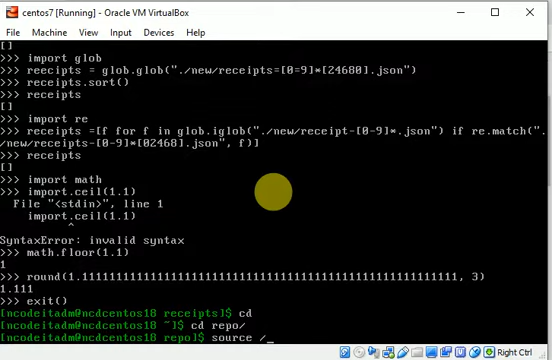 centos7 [Running] - Oracle VM VirtualBox
File Machine View Input Devices Help
[]
>>> import glob
>>> reeceipts = glob.glob("./new/receipts=[0=9]*[24680].json")
>>> receipts.sort()
>>> receipts
[]
>>> import re
>>> receipts =[f for f in glob.iglob("./new/receipt-[0-9]*.json") if re.match(".
/new/receipts-[0-9]*[02468].json", f)]
>>> receipts
[]
>>> import math
>>> import.ceil(1.1)
File "<stdin>", line 1
import.ceil(1.1)
^
SyntaxError: invalid syntax
>>> math.floor(1.1)
1
>>> round(1.1111111111111111111111111111111111111111111111111111, 3)
1.111
>>> exit()
[ncodeitadm@ncdcentos18 receipts]$ cd
[ncodeitadm@ncdcentos18 ~]$ cd repo/
[ncodeitadm@ncdcentos18 repo]$ source /_
Right Ctrl